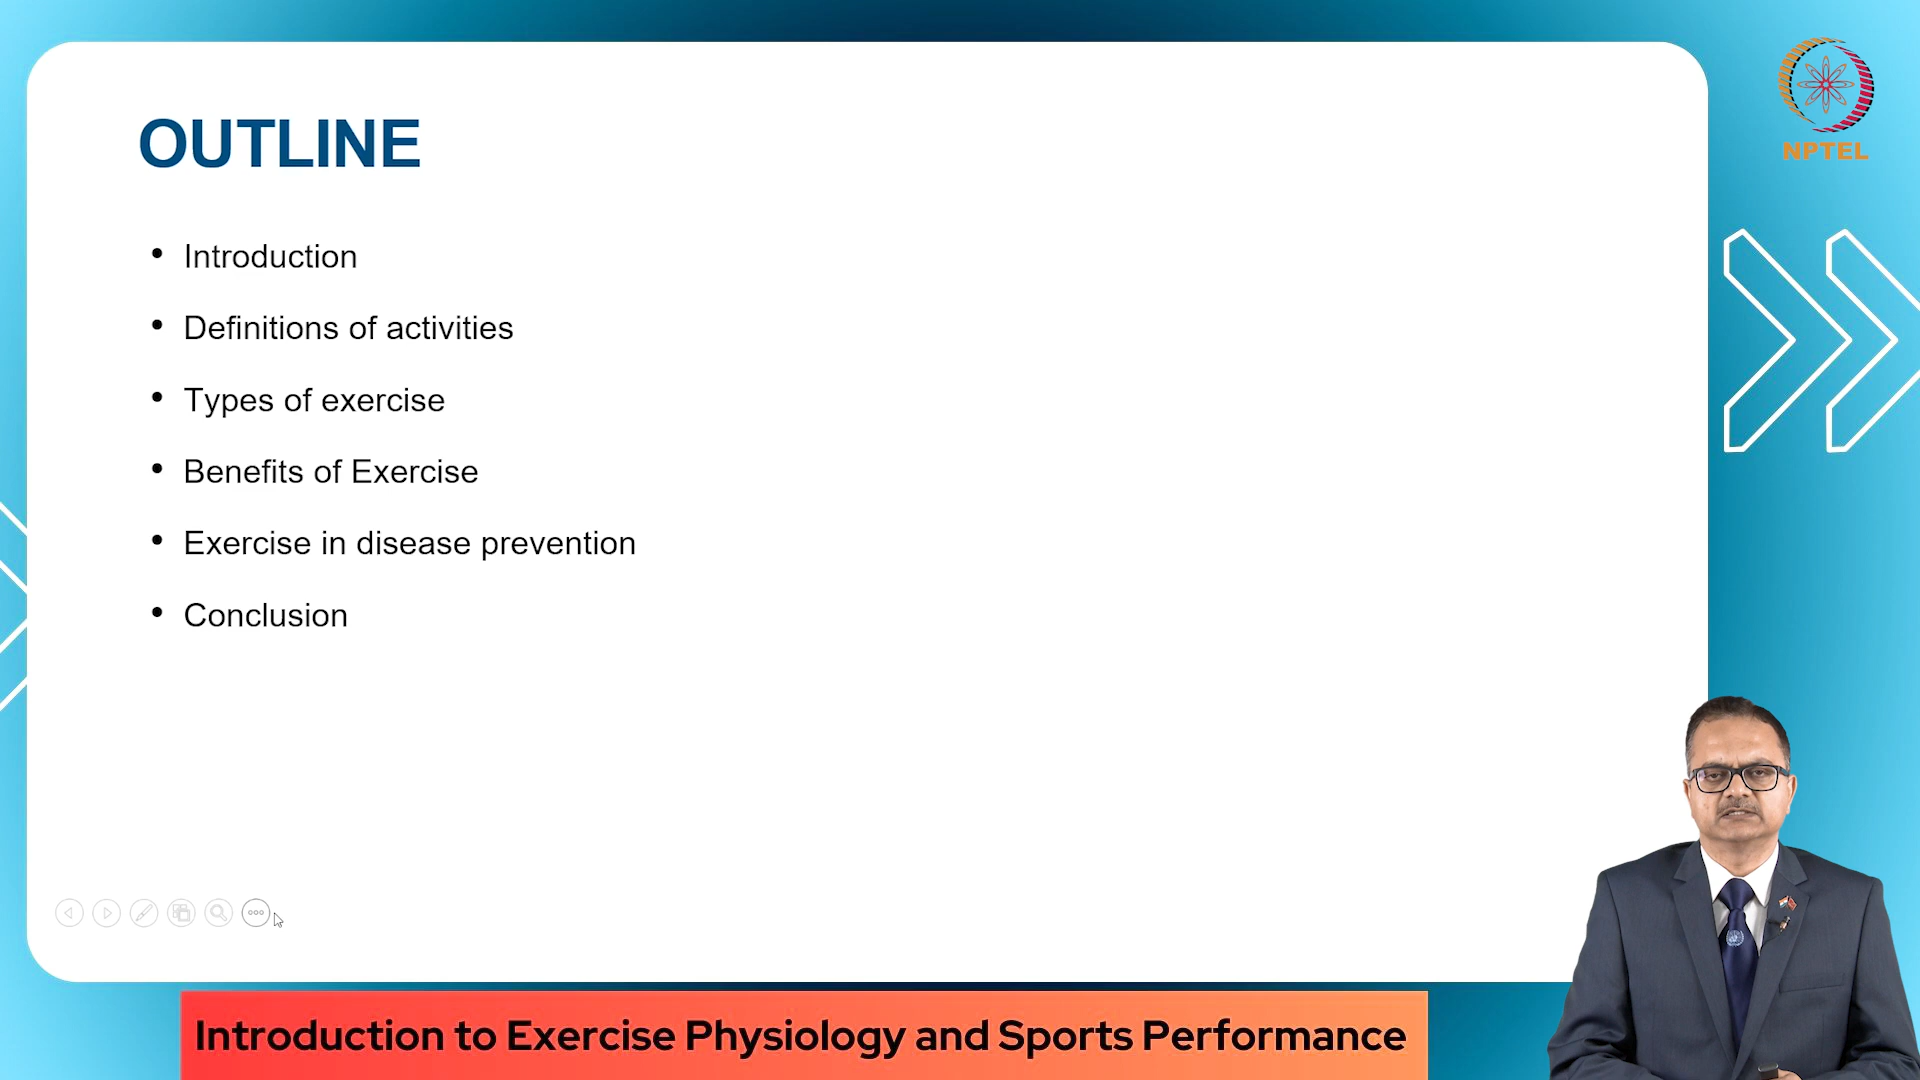 OUTLINE
• Introduction
• Definitions of activities
• Types of exercise
• Benefits of Exercise
• Exercise in disease prevention
• Conclusion
NPTEL
Introduction to Exercise Physiology and Sports Performance